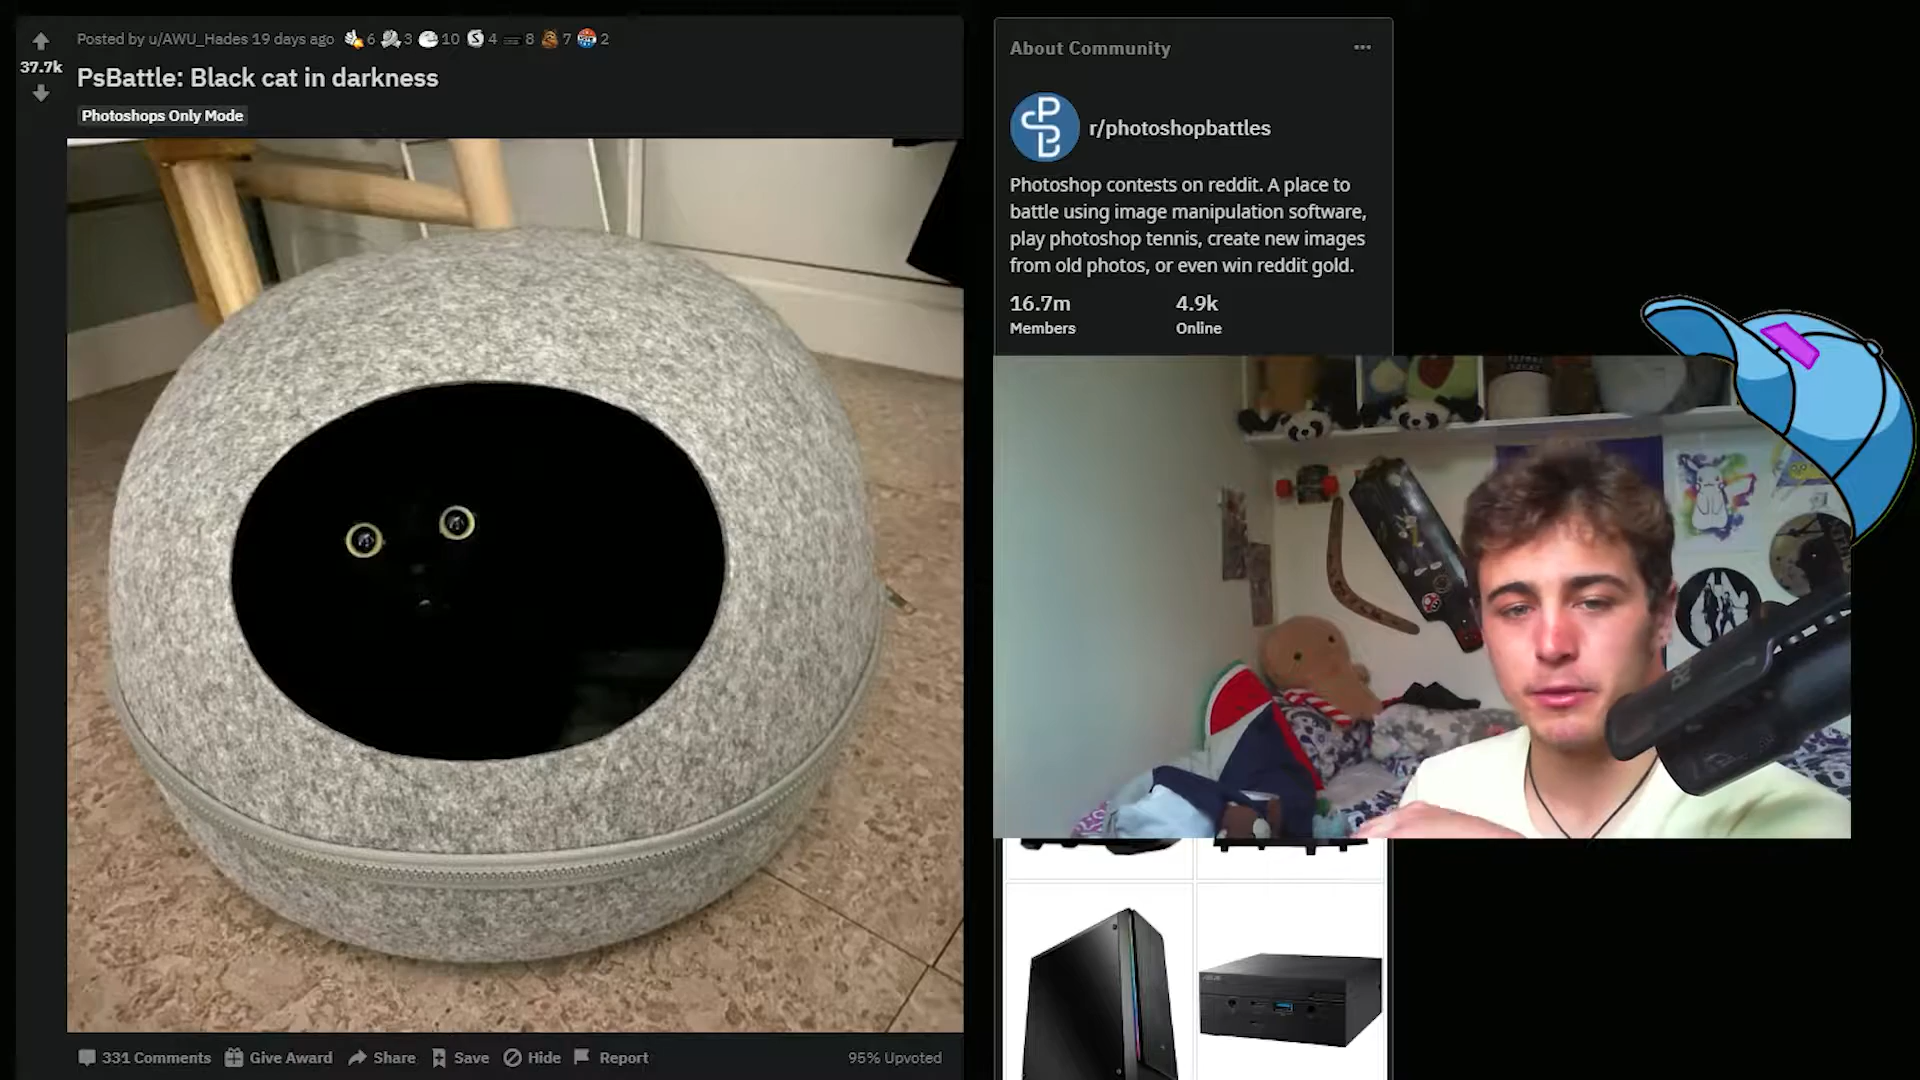 Posted by u/AWU_Hades 19 days ago 6 3 10 4 8 7 2
37.7k
PsBattle: Black cat in darkness
Photoshops Only Mode
331 Comments Give Award Share Save Hide Report 95% Upvoted
About Community
r/photoshopbattles
Photoshop contests on reddit. A place to
battle using image manipulation software,
play photoshop tennis, create new images
from old photos, or even win reddit gold.
16.7m 4.9k
Members Online